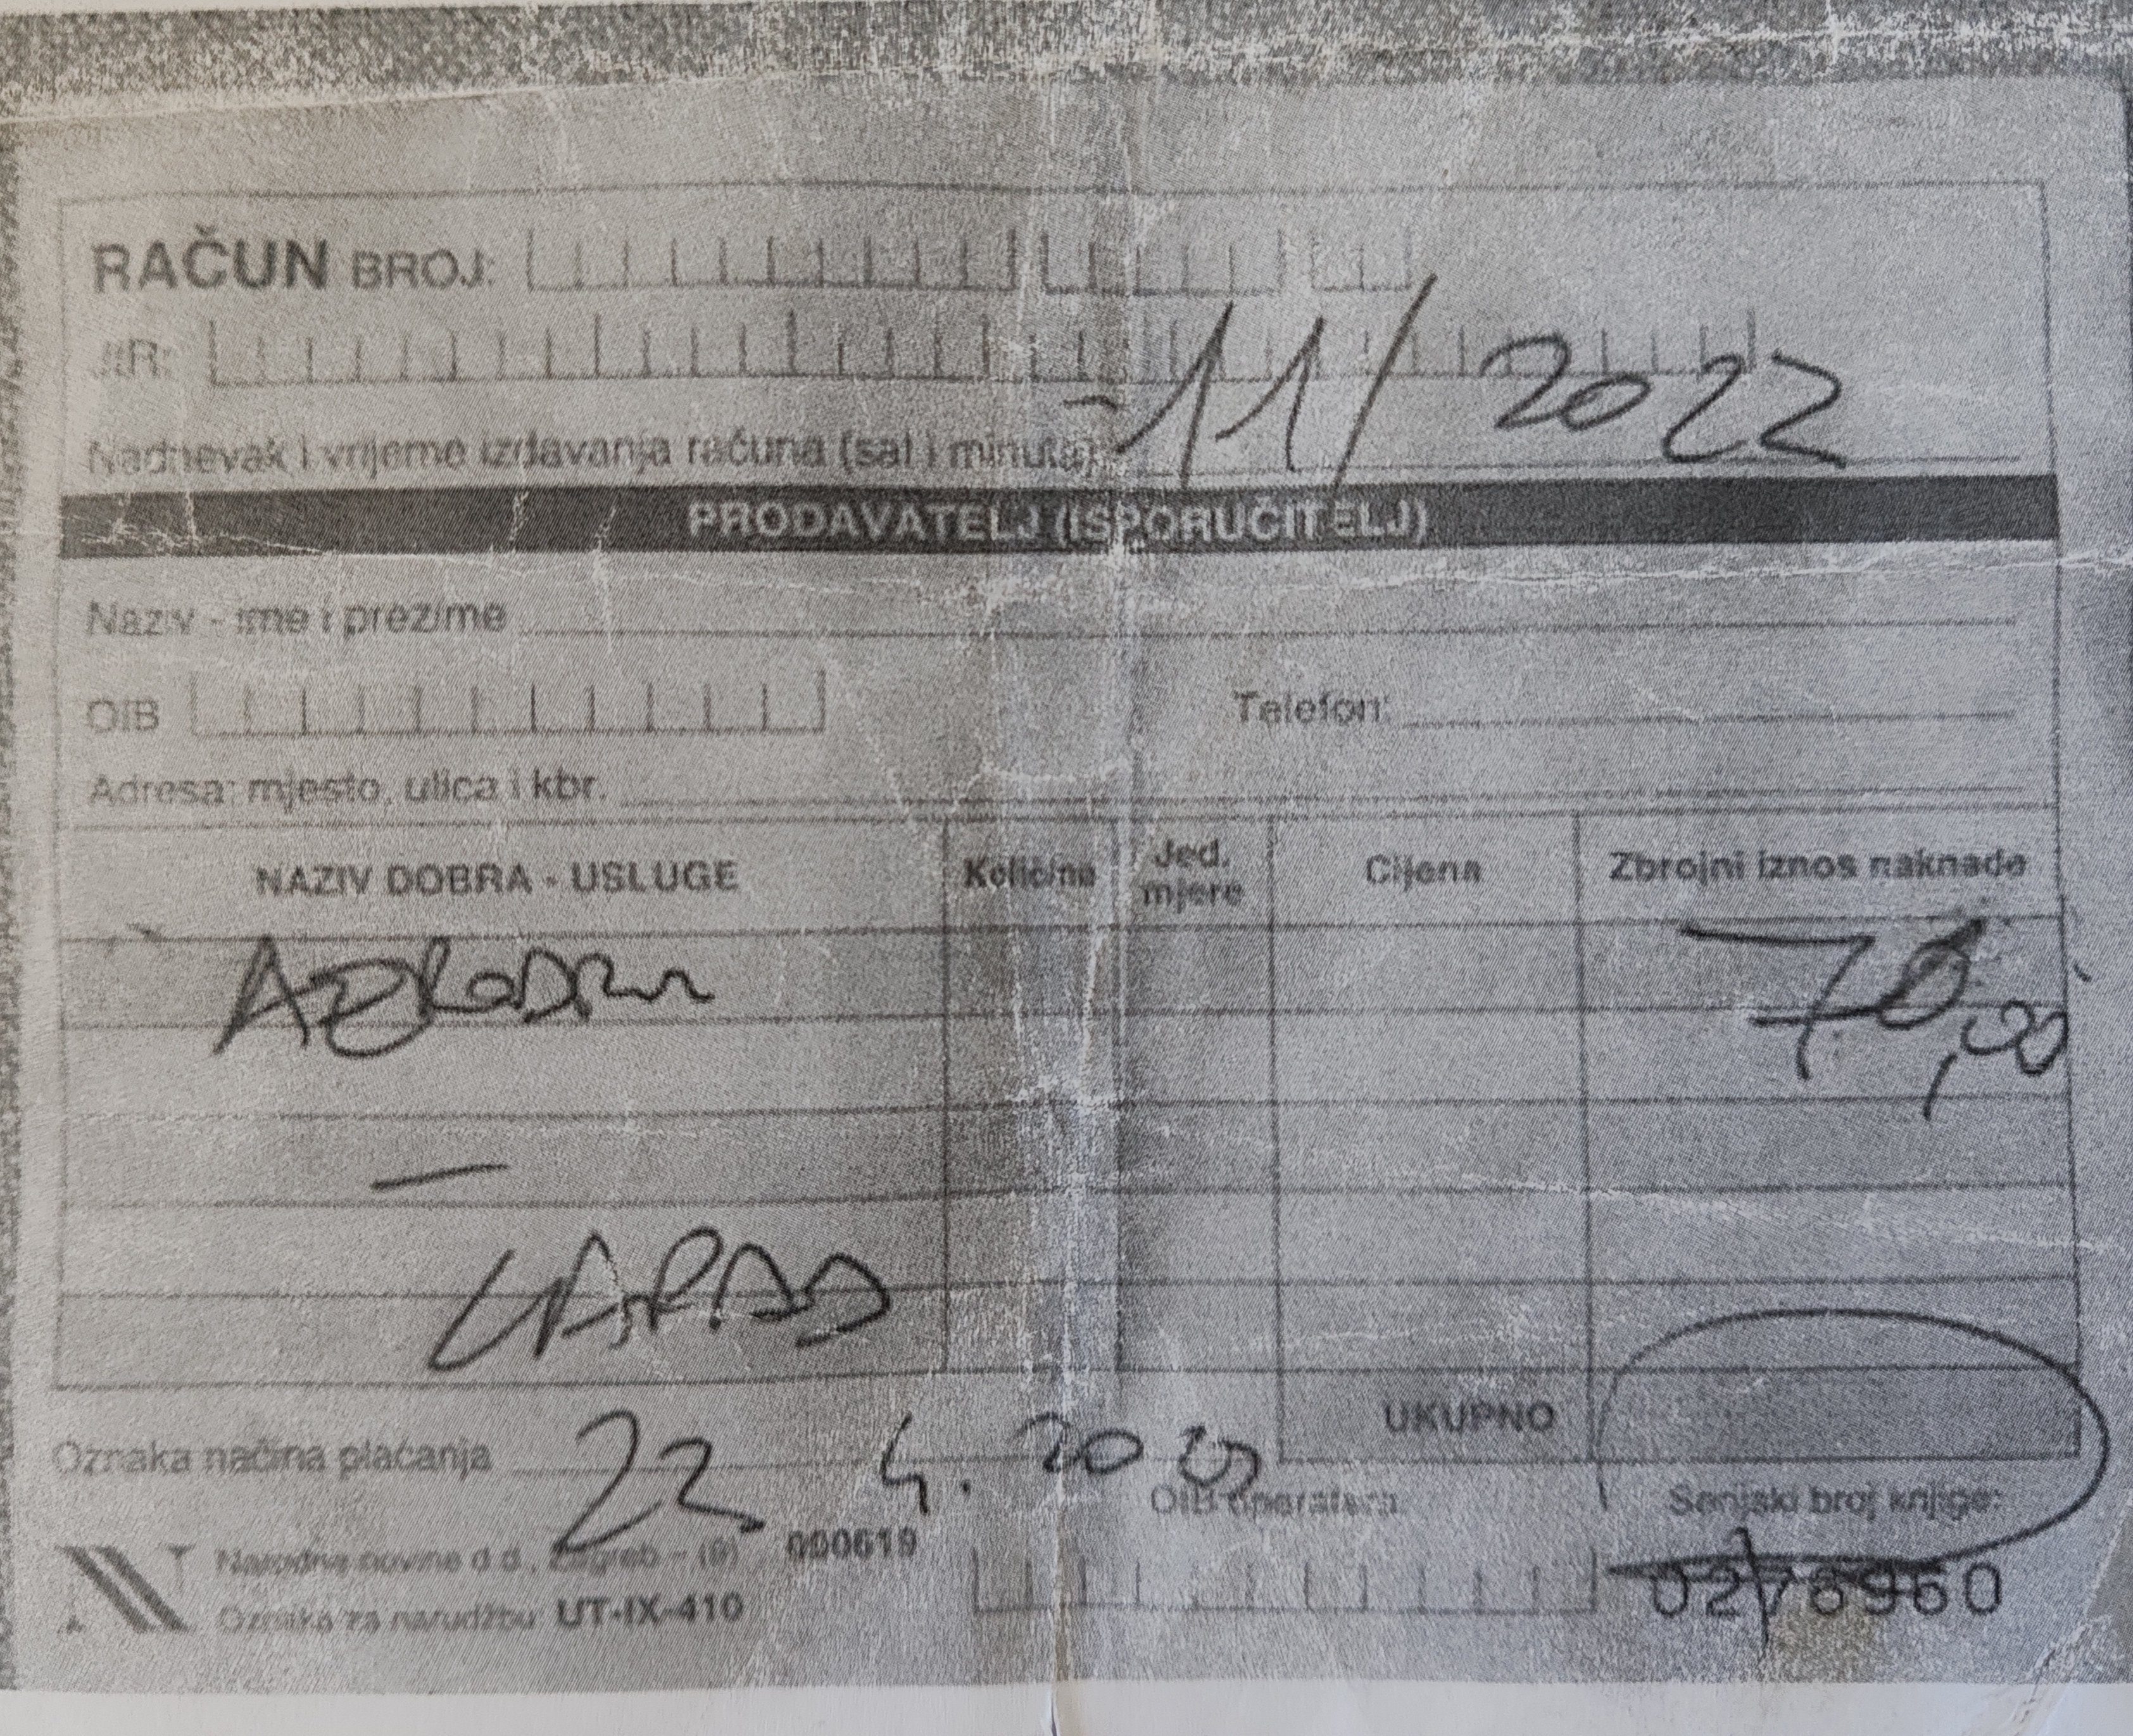 RAČUN BROJ:
JIR:
Nadnevak i vrijeme izdavanja računa (sat i minuta) -11/2022
PRODAVATELJ (ISPORUČITELJ)
Naziv - ime i prezime
OIB Telefon:
Adresa: mjesto, ulica i kbr.
NAZIV DOBRA - USLUGE Količina Jed. mjere Cijena Zbrojni iznos naknade
70,00
LAPAD
UKUPNO
Oznaka načina plaćanja 22 4.
OIB operatera Serijski broj knjige:
Narodne novine d.d., Zagreb - (9) 000619
Oznaka za narudžbu UT-IX-410 0276960